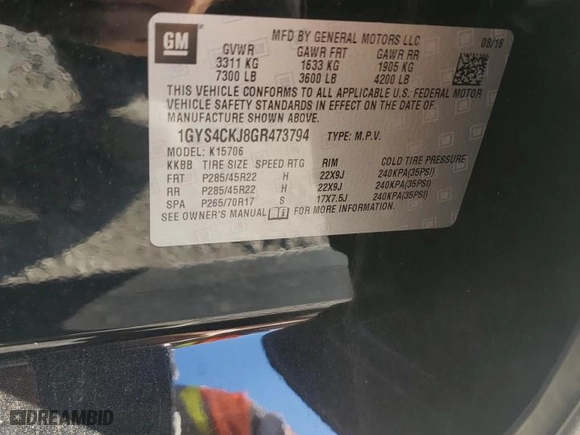 GM
MFD BY GENERAL MOTORS LLC 08/16
GVWR GAWR FRT GAWR RR
3311 KG 1633 KG 1905 KG
7300 LB 3600 LB 4200 LB
THIS VEHICLE CONFORMS TO ALL APPLICABLE U.S. FEDERAL MOTOR
VEHICLE SAFETY STANDARDS IN EFFECT ON THE DATE OF
MANUFACTURE SHOWN ABOVE.
1GYS4CKJ8GR473794 TYPE: M.P.V.
MODEL: K15706
KKBB TIRE SIZE SPEED RTG RIM COLD TIRE PRESSURE
FRT P285/45R22 H 22X9J 240KPA(35PSI)
RR P285/45R22 H 22X9J 240KPA(35PSI)
SPA P265/70R17 S 17X7.5J 240KPA(35PSI)
SEE OWNER'S MANUAL FOR MORE INFORMATION.
DREAMBID